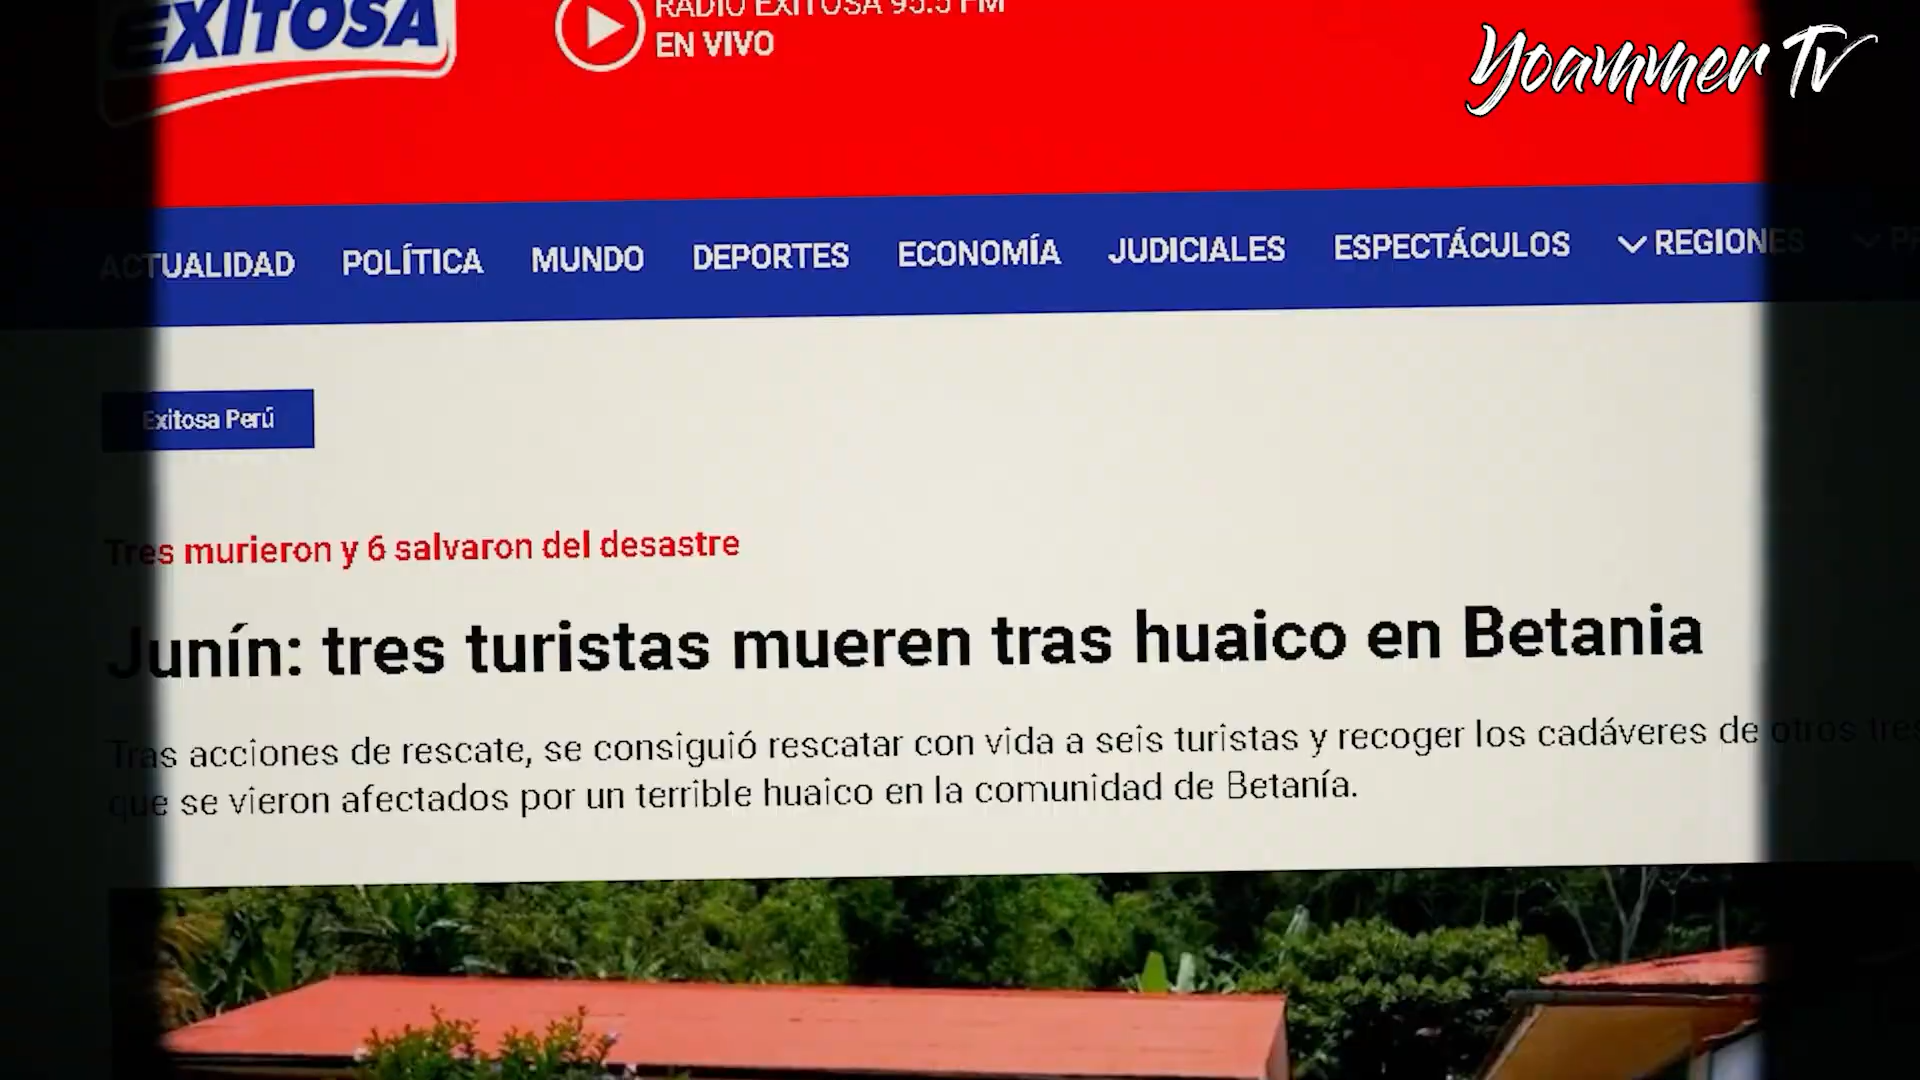 EXITOSA
RADIO EXITOSA 95.5 FM
EN VIVO
Yoammer Tv
ACTUALIDAD POLÍTICA MUNDO DEPORTES ECONOMÍA JUDICIALES ESPECTÁCULOS REGIONES
Exitosa Perú
Tres murieron y 6 salvaron del desastre
Junín: tres turistas mueren tras huaico en Betania
Tras acciones de rescate, se consiguió rescatar con vida a seis turistas y recoger los cadáveres de otros tres
que se vieron afectados por un terrible huaico en la comunidad de Betanía.